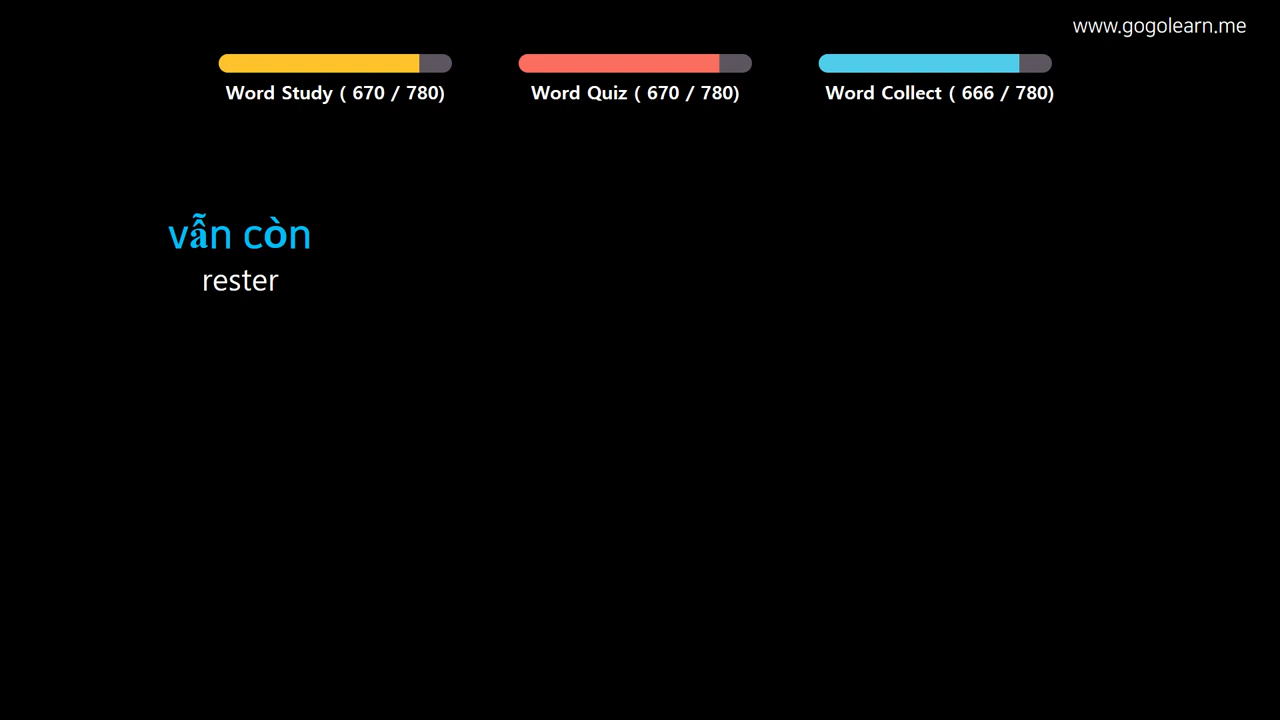 www.gogolearn.me
Word Study ( 670 / 780)
Word Quiz ( 670 / 780)
Word Collect ( 666 / 780)
vẫn còn
rester